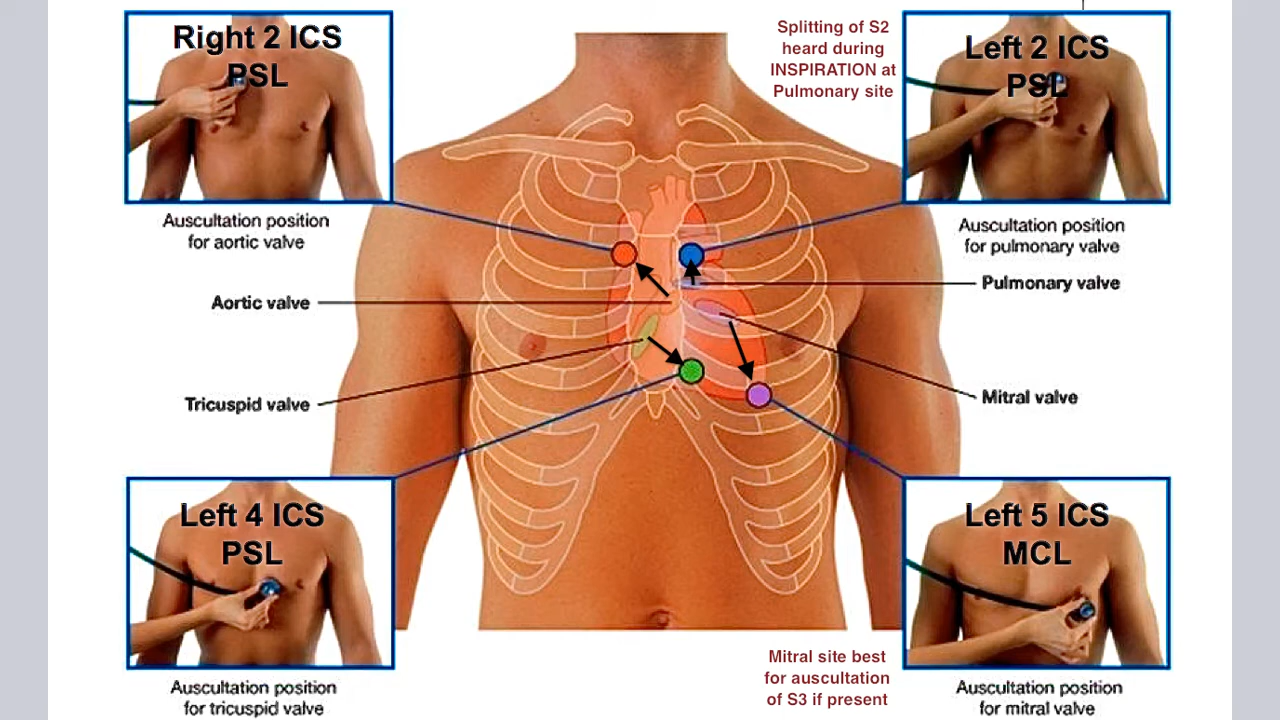 Right 2 ICS
PSL
Auscultation position
for aortic valve
Splitting of S2
heard during
INSPIRATION at
Pulmonary site
Left 2 ICS
PSL
Auscultation position
for pulmonary valve
Aortic valve
Pulmonary valve
Tricuspid valve
Mitral valve
Left 4 ICS
PSL
Auscultation position
for tricuspid valve
Mitral site best
for auscultation
of S3 if present
Left 5 ICS
MCL
Auscultation position
for mitral valve